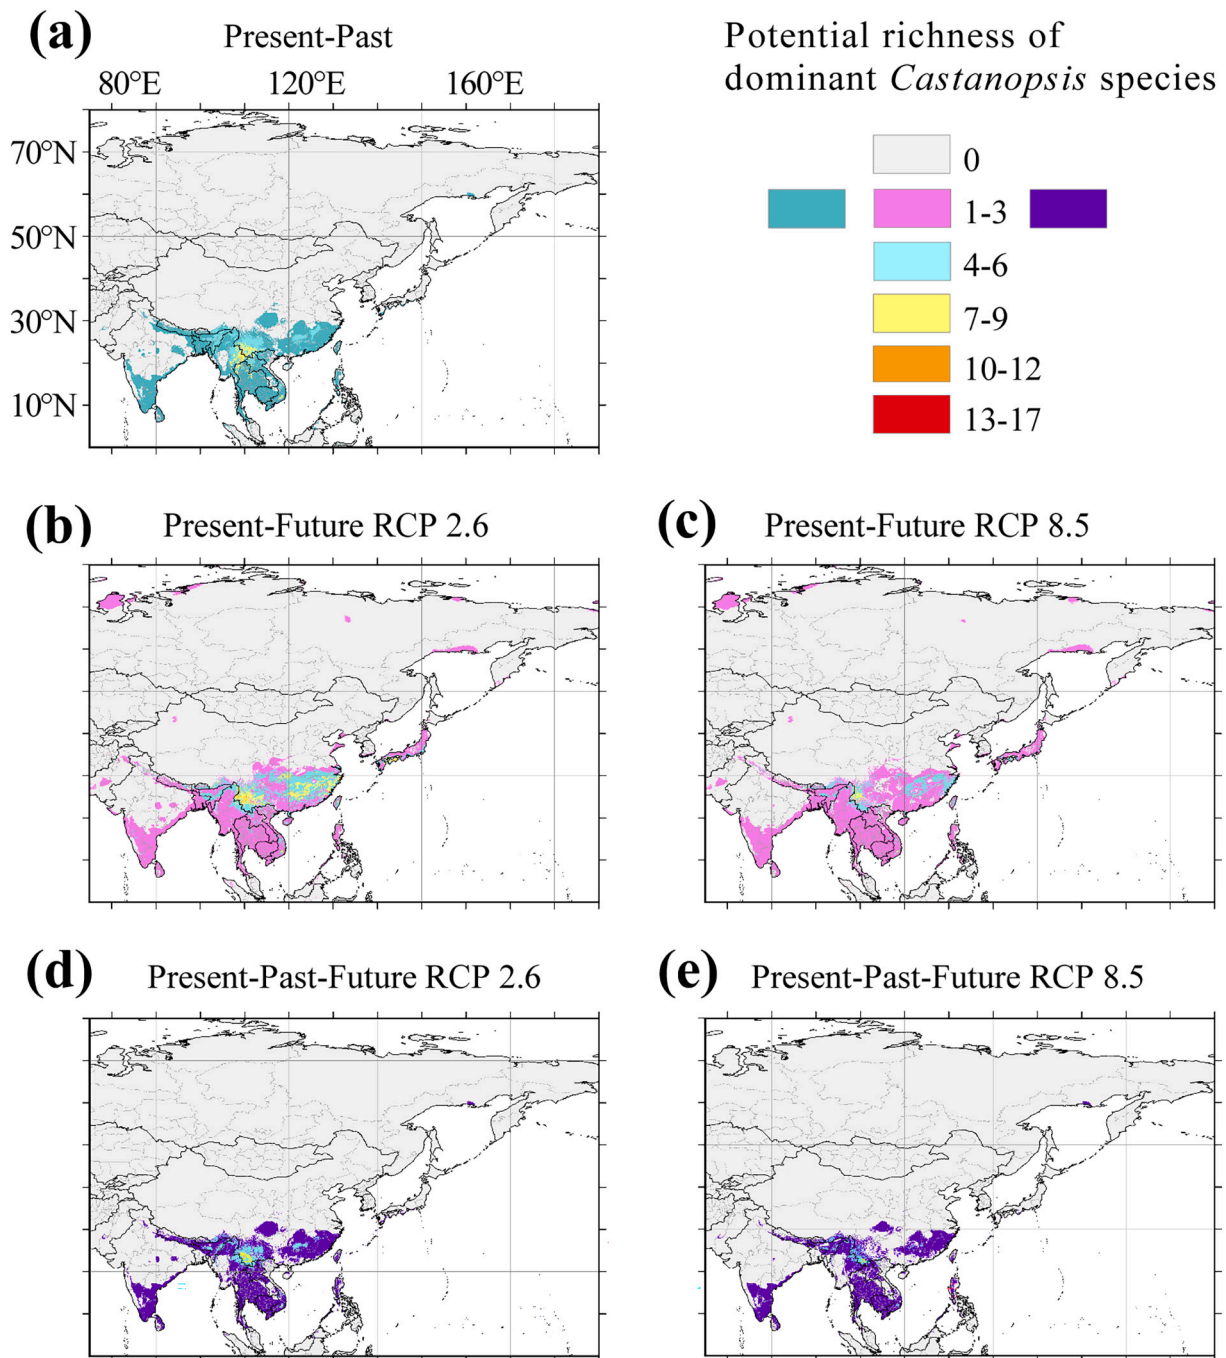 (a)
Present-Past
80°E 120°E 160°E
70°N
50°N
30°N
10°N
Potential richness of
dominant Castanopsis species
0
1-3
4-6
7-9
10-12
13-17
(b)
Present-Future RCP 2.6
(c)
Present-Future RCP 8.5
(d)
Present-Past-Future RCP 2.6
(e)
Present-Past-Future RCP 8.5